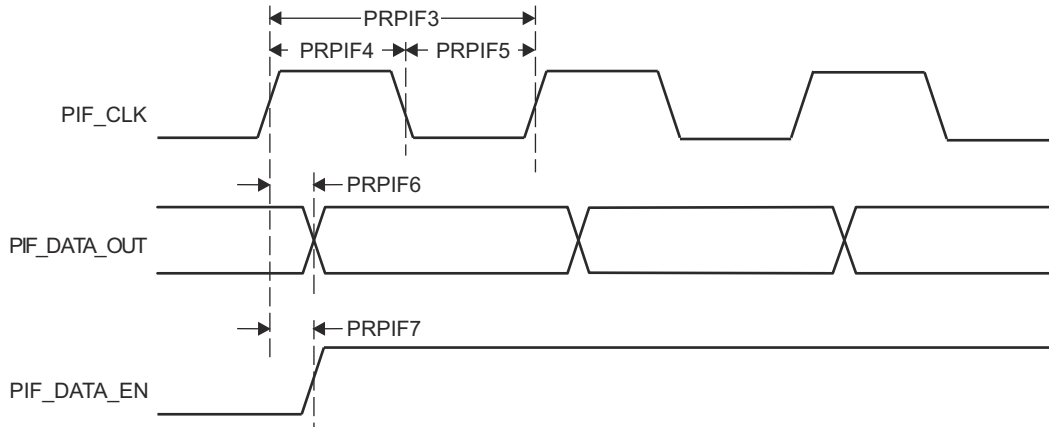 PRPIF3
PRPIF4 PRPIF5
PIF_CLK
PRPIF6
PIF_DATA_OUT
PRPIF7
PIF_DATA_EN